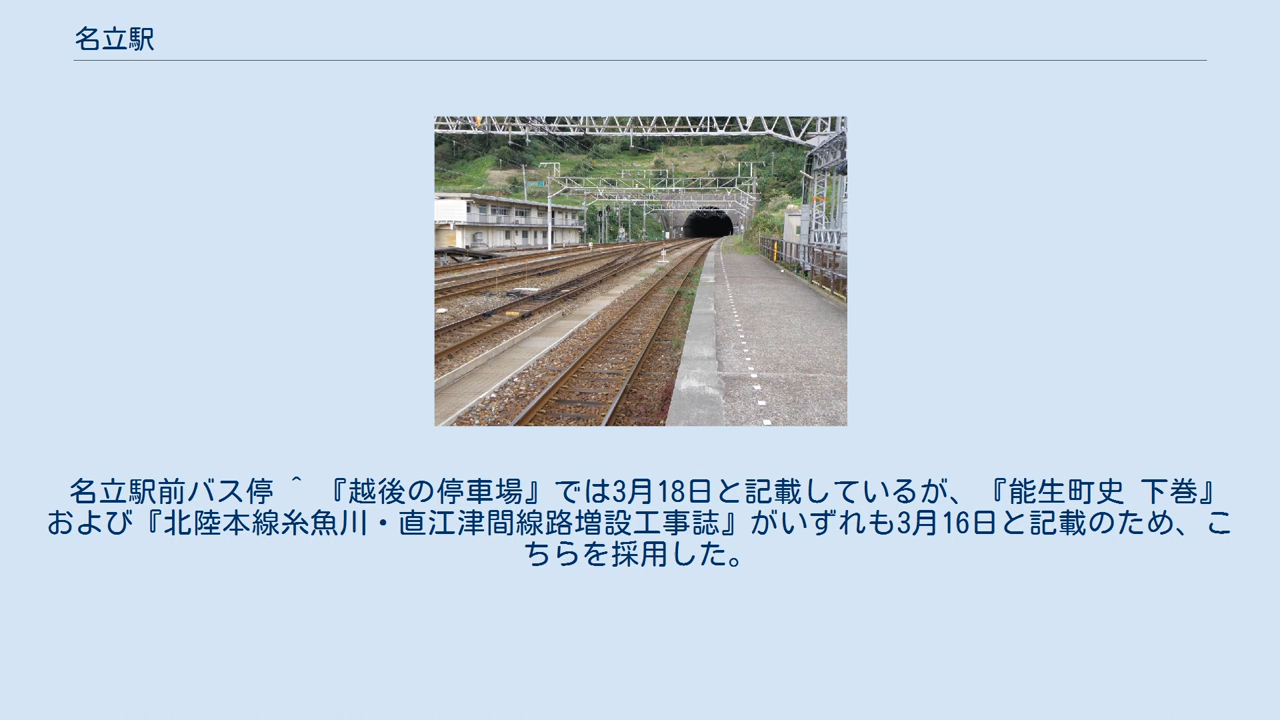 名立駅
名立駅前バス停 ^ 『越後の停車場』では3月18日と記載しているが、『能生町史 下巻』
および『北陸本線糸魚川・直江津間線路増設工事誌』がいずれも3月16日と記載のため、こ
ちらを採用した。